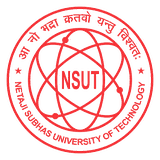 आ नो भद्राः क्रतवो यन्तु विश्वतः
NSUT
NETAJI SUBHAS UNIVERSITY OF TECHNOLOGY